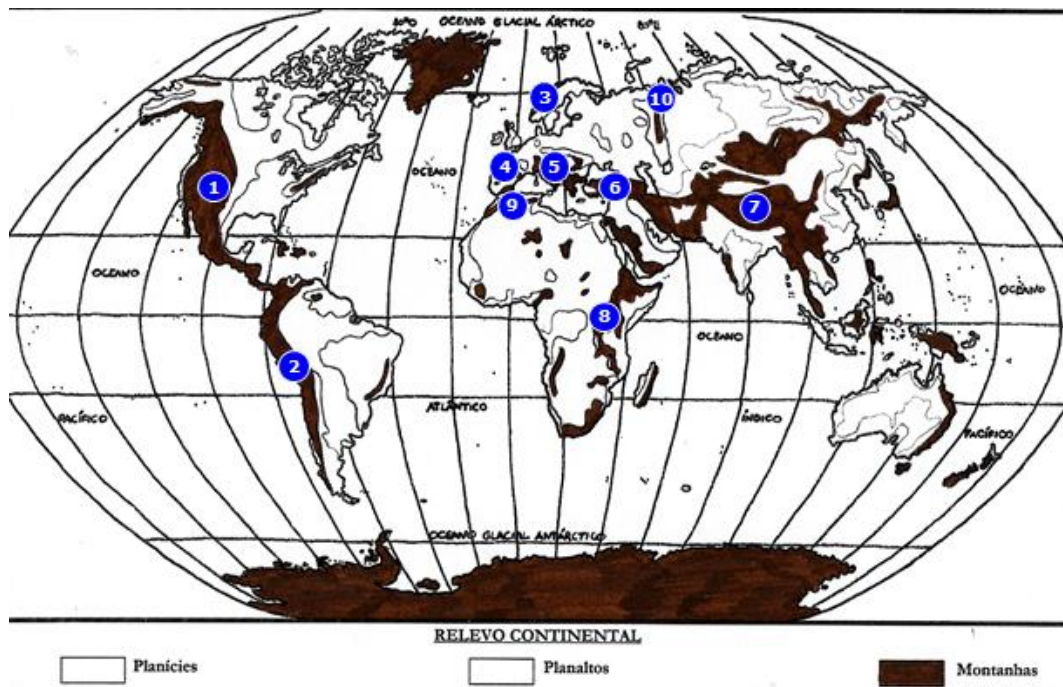 OCEANO GLACIAL ÁRCTICO
10
3
OCEANO
4
5
1
6
7
9
OCEANO
OCEANO
8
OCEANO
2
PACÍFICO
ATLÂNTICO
ÍNDICO
PACÍFICO
OCEANO GLACIAL ANTÁRCTICO
RELEVO CONTINENTAL
Planícies
Planaltos
Montanhas